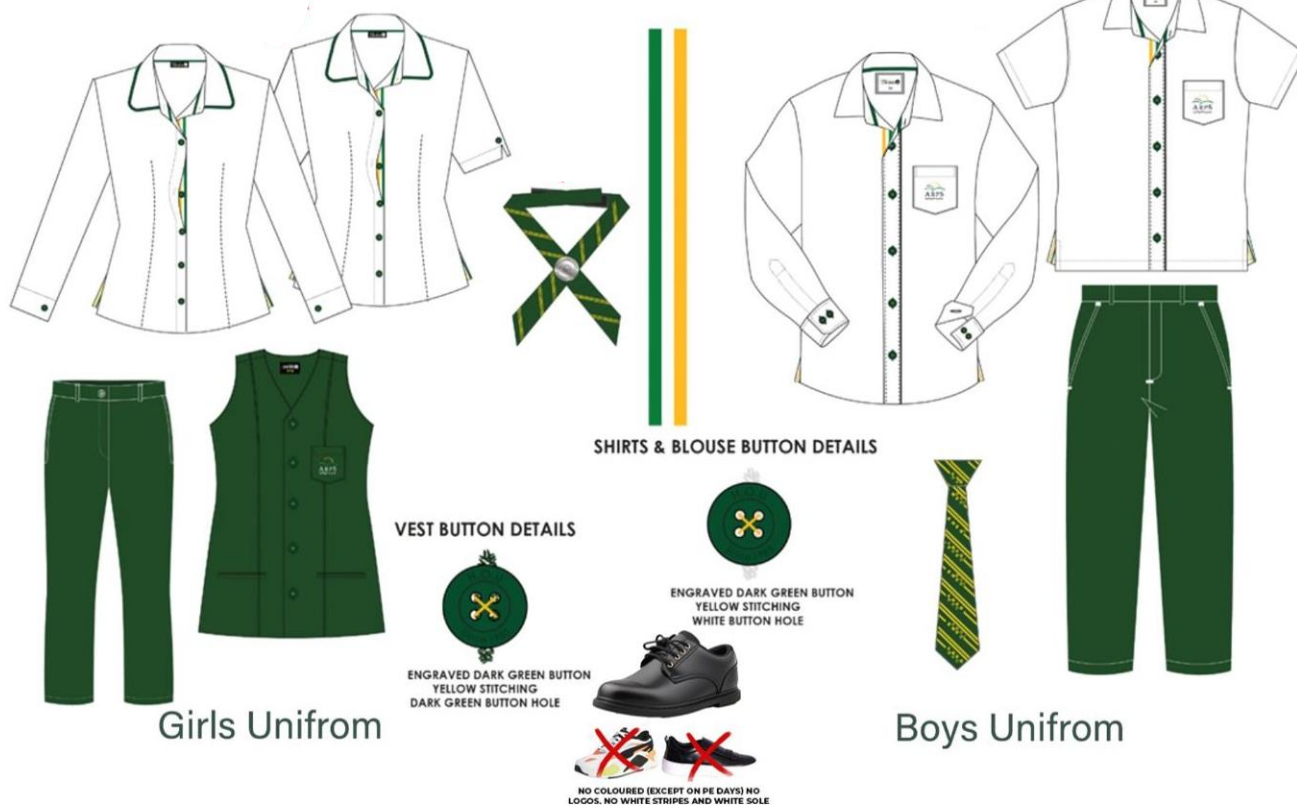 SHIRTS & BLOUSE BUTTON DETAILS
VEST BUTTON DETAILS
ENGRAVED DARK GREEN BUTTON
YELLOW STITCHING
WHITE BUTTON HOLE
ENGRAVED DARK GREEN BUTTON
YELLOW STITCHING
DARK GREEN BUTTON HOLE
Girls Unifrom
Boys Unifrom
NO COLOURED (EXCEPT ON PE DAYS) NO
LOGOS, NO WHITE STRIPES AND WHITE SOLE